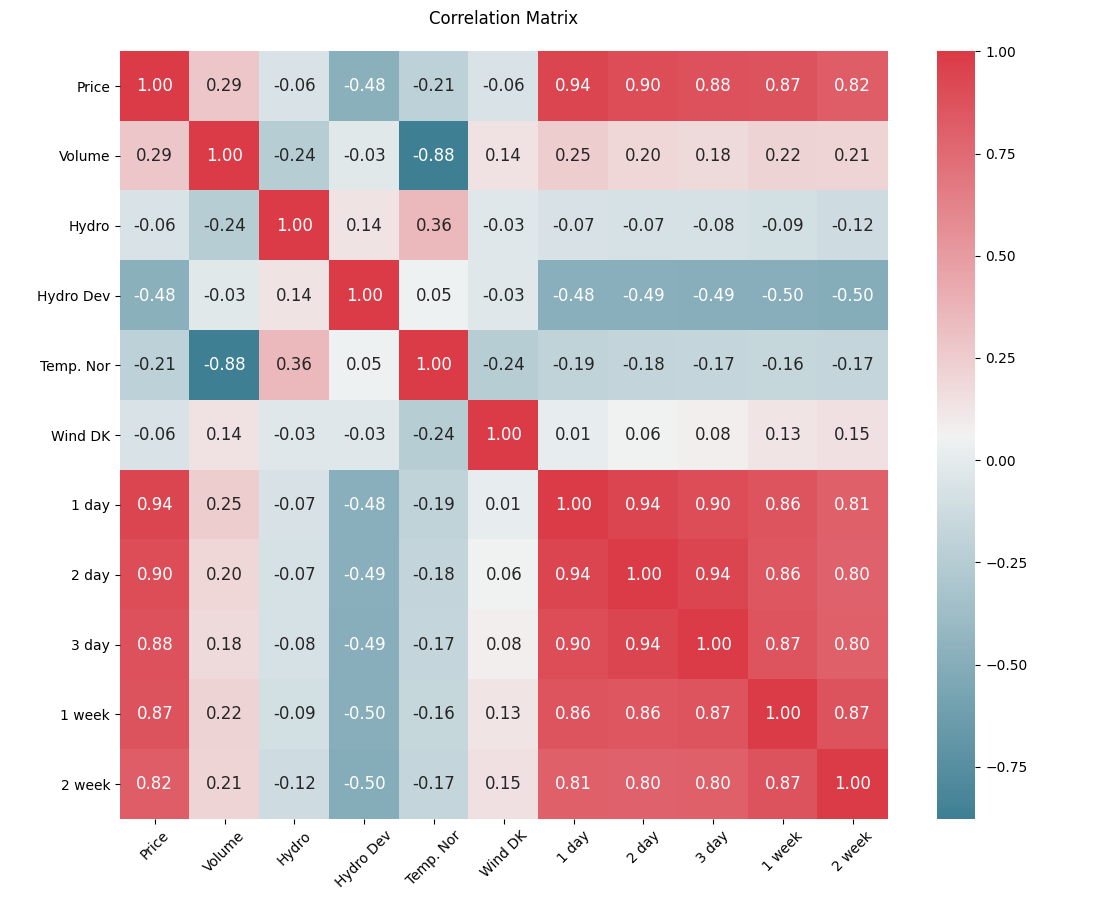 Correlation Matrix
Price 1.00 0.29 -0.06 -0.48 -0.21 -0.06 0.94 0.90 0.88 0.87 0.82
Volume 0.29 1.00 -0.24 -0.03 -0.88 0.14 0.25 0.20 0.18 0.22 0.21
Hydro -0.06 -0.24 1.00 0.14 0.36 -0.03 -0.07 -0.07 -0.08 -0.09 -0.12
Hydro Dev -0.48 -0.03 0.14 1.00 0.05 -0.03 -0.48 -0.49 -0.49 -0.50 -0.50
Temp. Nor -0.21 -0.88 0.36 0.05 1.00 -0.24 -0.19 -0.18 -0.17 -0.16 -0.17
Wind DK -0.06 0.14 -0.03 -0.03 -0.24 1.00 0.01 0.06 0.08 0.13 0.15
1 day 0.94 0.25 -0.07 -0.48 -0.19 0.01 1.00 0.94 0.90 0.86 0.81
2 day 0.90 0.20 -0.07 -0.49 -0.18 0.06 0.94 1.00 0.94 0.86 0.80
3 day 0.88 0.18 -0.08 -0.49 -0.17 0.08 0.90 0.94 1.00 0.87 0.80
1 week 0.87 0.22 -0.09 -0.50 -0.16 0.13 0.86 0.86 0.87 1.00 0.87
2 week 0.82 0.21 -0.12 -0.50 -0.17 0.15 0.81 0.80 0.80 0.87 1.00
Price Volume Hydro Hydro Dev Temp. Nor Wind DK 1 day 2 day 3 day 1 week 2 week
1.00
0.75
0.50
0.25
0.00
−0.25
−0.50
−0.75